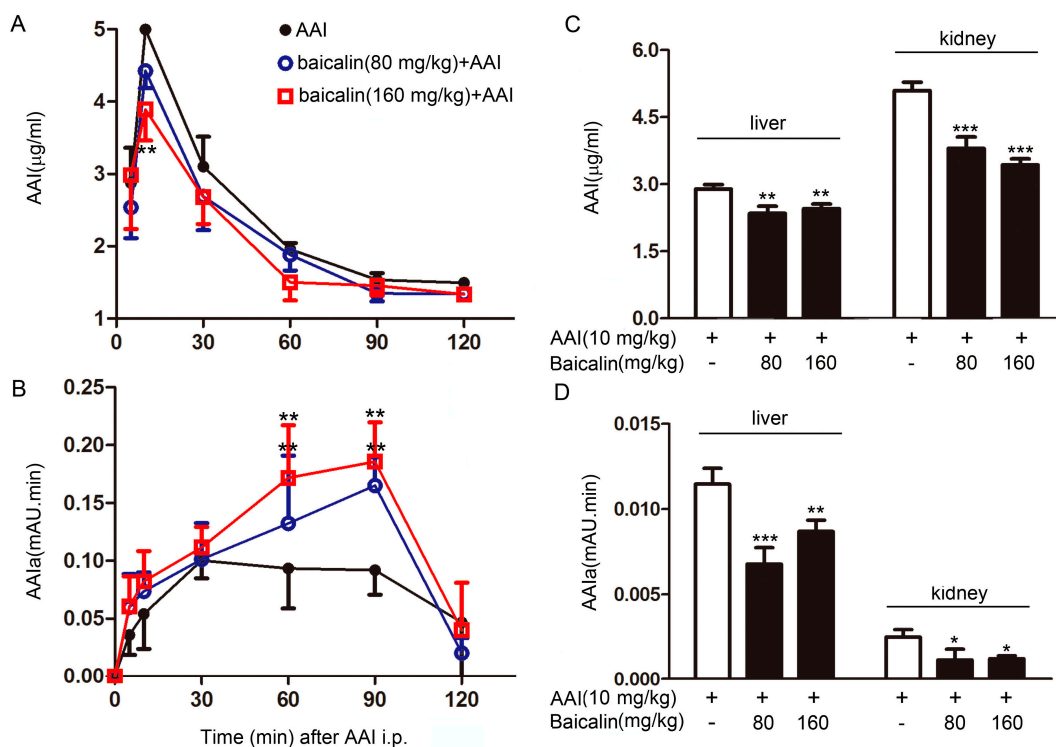 A
AAI
baicalin(80 mg/kg)+AAI
baicalin(160 mg/kg)+AAI
AAI(µg/ml)
5
4
3
2
1
**
0 30 60 90 120
B
AAIa(mAU.min)
0.25
0.20
0.15
0.10
0.05
0.00
** **
** **
0 30 60 90 120
Time (min) after AAI i.p.
C
kidney
liver
AAI(µg/ml)
6.0
4.5
3.0
1.5
0.0
** ** *** ***
AAI(10 mg/kg) + + + + + +
Baicalin(mg/kg) - 80 160 - 80 160
D
liver
kidney
AAIa(mAU.min)
0.015
0.010
0.005
0.000
*** ** * *
AAI(10 mg/kg) + + + + + +
Baicalin(mg/kg) - 80 160 - 80 160